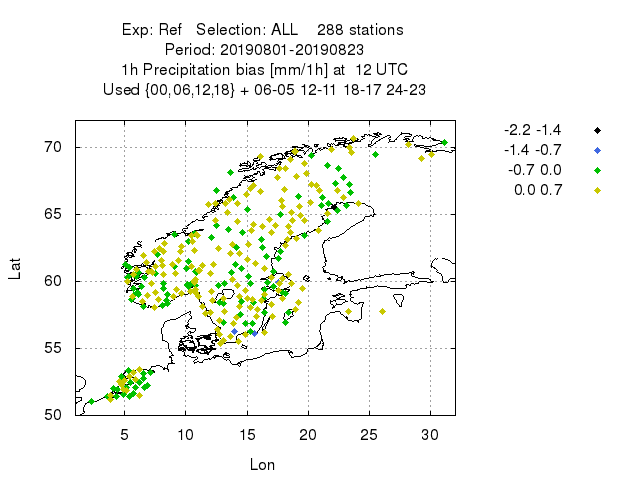 Exp: Ref   Selection: ALL    288 stations
Period: 20190801-20190823
1h Precipitation bias [mm/1h] at  12 UTC
Used {00,06,12,18} + 06-05 12-11 18-17 24-23
-2.2 -1.4
-1.4 -0.7
-0.7 0.0
0.0 0.7
70
65
60
55
50
Lat
5 10 15 20 25 30
Lon